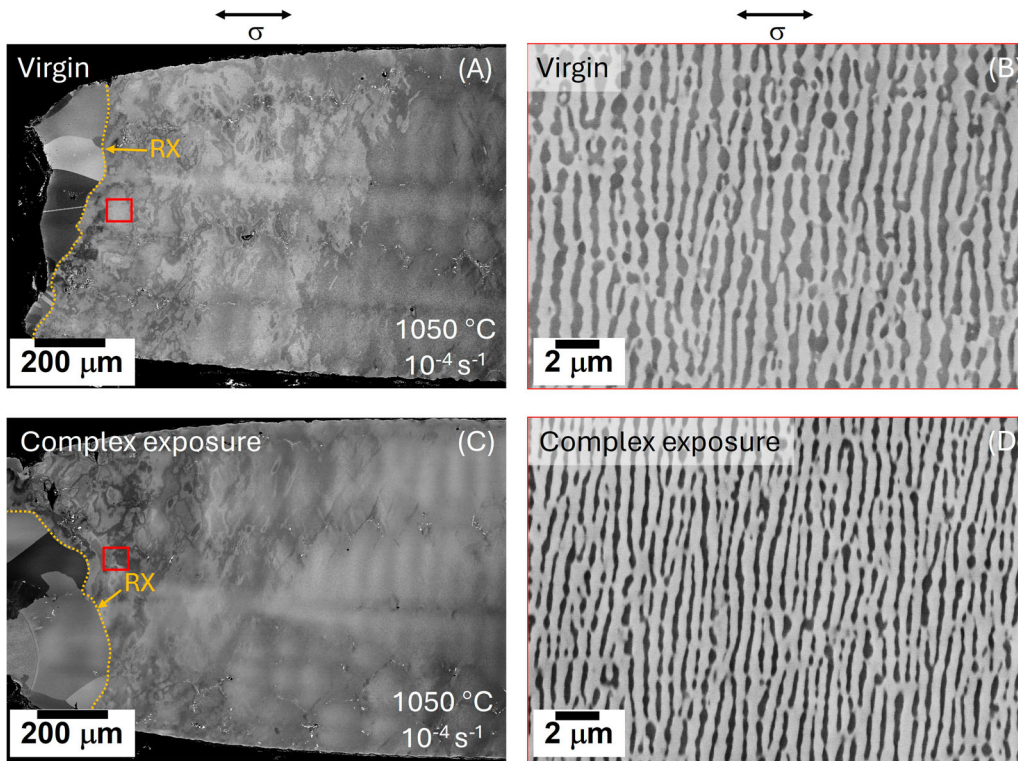 σ
σ
Virgin
(A)
RX
1050 °C
10⁻⁴ s⁻¹
200 μm
Virgin
(B)
2 μm
Complex exposure
(C)
RX
1050 °C
10⁻⁴ s⁻¹
200 μm
Complex exposure
(D)
2 μm